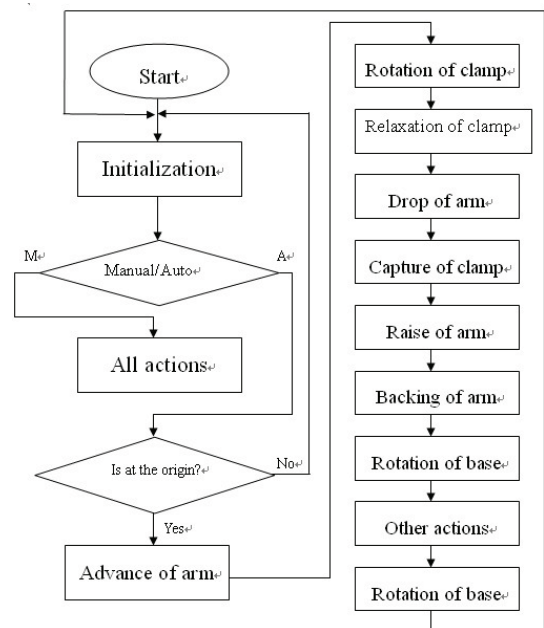 Start
Initialization
M
Manual/Auto
A
All actions
Is at the origin?
No
Yes
Advance of arm
Rotation of clamp
Relaxation of clamp
Drop of arm
Capture of clamp
Raise of arm
Backing of arm
Rotation of base
Other actions
Rotation of base